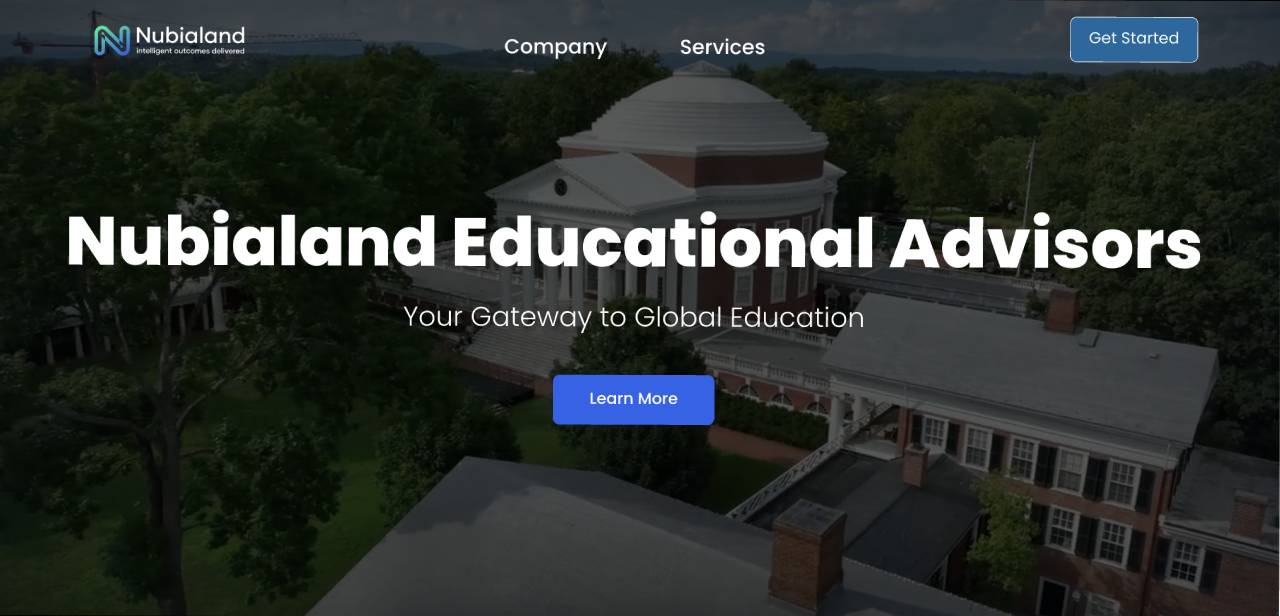 Nubialand
intelligent outcomes delivered
Company
Services
Get Started
Nubialand Educational Advisors
Your Gateway to Global Education
Learn More